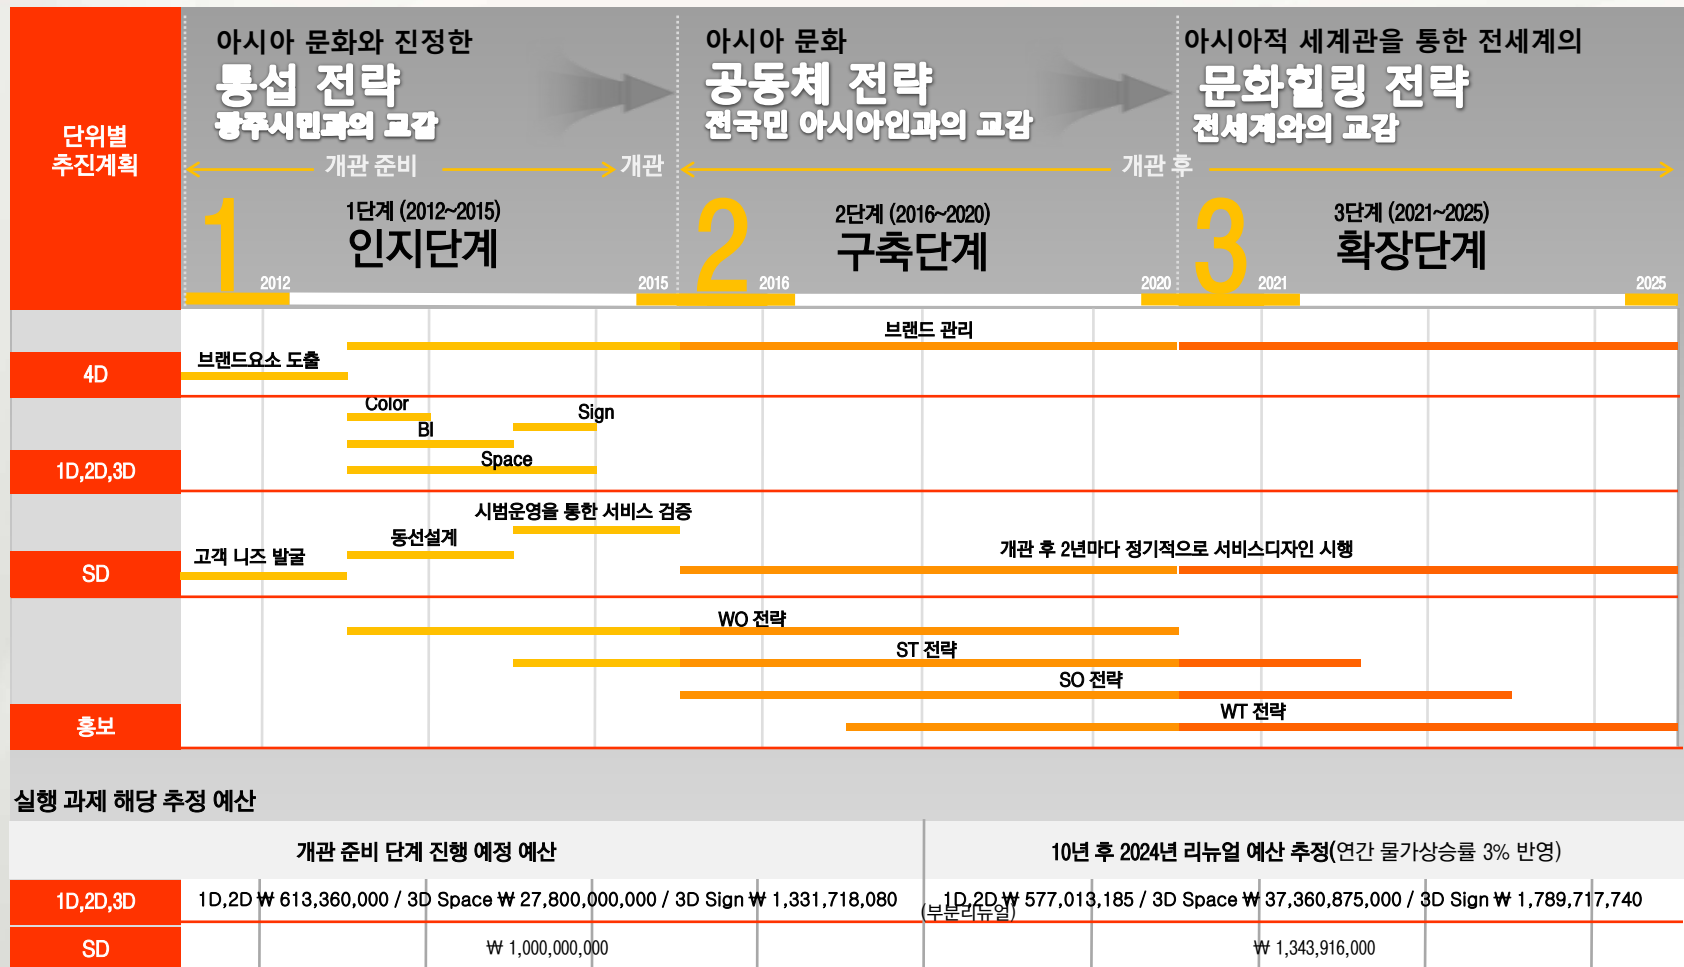 단위별
추진계획
아시아 문화와 진정한
통섭 전략
광주시민과의 교감
아시아 문화
공동체 전략
전국민 아시아인과의 교감
아시아적 세계관을 통한 전세계의
문화힐링 전략
전세계와의 교감
개관 준비
개관
개관 후
1
1단계 (2012~2015)
인지단계
2
2단계 (2016~2020)
구축단계
3
3단계 (2021~2025)
확장단계
2012
2015
2016
2020
2021
2025
브랜드 관리
브랜드요소 도출
4D
Color
Sign
BI
Space
1D,2D,3D
시범운영을 통한 서비스 검증
동선설계
개관 후 2년마다 정기적으로 서비스디자인 시행
고객 니즈 발굴
SD
WO 전략
ST 전략
SO 전략
WT 전략
홍보
실행 과제 해당 추정 예산
개관 준비 단계 진행 예정 예산
10년 후 2024년 리뉴얼 예산 추정(연간 물가상승률 3% 반영)
1D,2D,3D
1D,2D ₩ 613,360,000 / 3D Space ₩ 27,800,000,000 / 3D Sign ₩ 1,331,718,080
1D,2D ₩ 577,013,185 / 3D Space ₩ 37,360,875,000 / 3D Sign ₩ 1,789,717,740
(부분리뉴얼)
SD
₩ 1,000,000,000
₩ 1,343,916,000